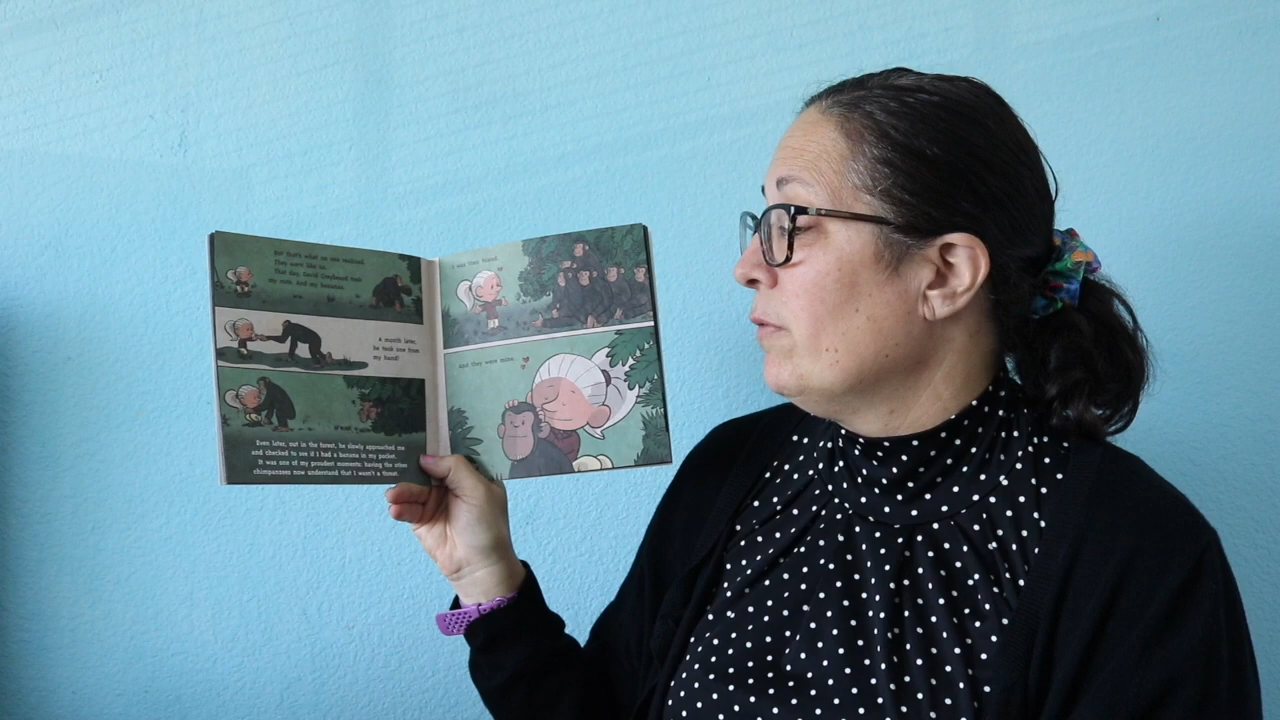 But that's what no one realized.
They were like us.
That day, David Greybeard took
my nuts. And my bananas.
A month later,
he took one from
my hand!
Even later, out in the forest, he slowly approached me
and checked to see if I had a banana in my pocket.
It was one of my proudest moments: having the other
chimpanzees now understand that I wasn't a threat.
I was their friend.
And they were mine.